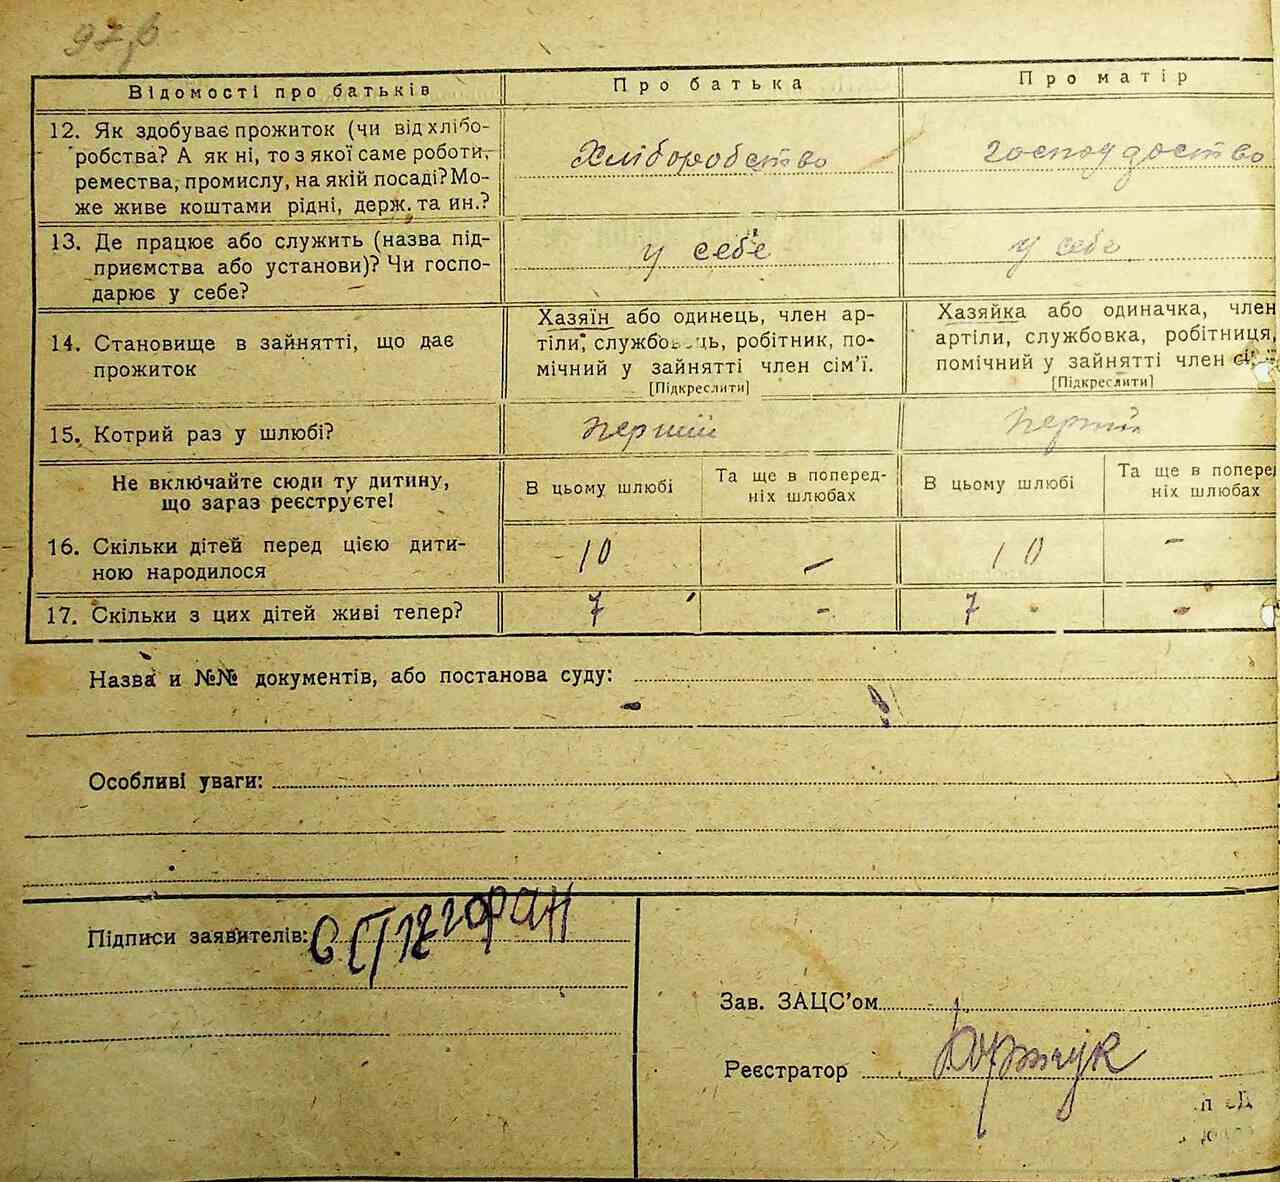 97,б
Відомості про батьків
Про батька
Про матір
12. Як здобуває прожиток (чи від хлібо-
робства? А як ні, то з якої саме роботи,
ремества, промислу, на якій посаді? Мо-
же живе коштами рідні, держ. та ин.?
Хліборобство
господоство
13. Де працює або служить (назва під-
приємства або установи)? Чи госпо-
дарює у себе?
у себе
у себе
14. Становище в зайнятті, що дає
прожиток
Хазяїн або одинець, член ар-
тіли, службовець, робітник, по-
мічний у зайнятті член сім'ї.
[Підкреслити]
Хазяйка або одиначка, член
артіли, службовка, робітниця,
помічний у зайнятті член
[Підкреслити]
15. Котрий раз у шлюбі?
перший
перший
Не включайте сюди ту дитину,
що зараз реєструєте!
В цьому шлюбі
Та ще в поперед-
ніх шлюбах
В цьому шлюбі
Та ще в попере
ніх шлюбах
16. Скільки дітей перед цією дити-
ною народилося
10
-
10
-
17. Скільки з цих дітей живі тепер?
7
-
7
-
Назва и №№ документів, або постанова суду:
-
Особливі уваги:
Підписи заявителів:
Зав. ЗАЦС'ом
Реєстратор